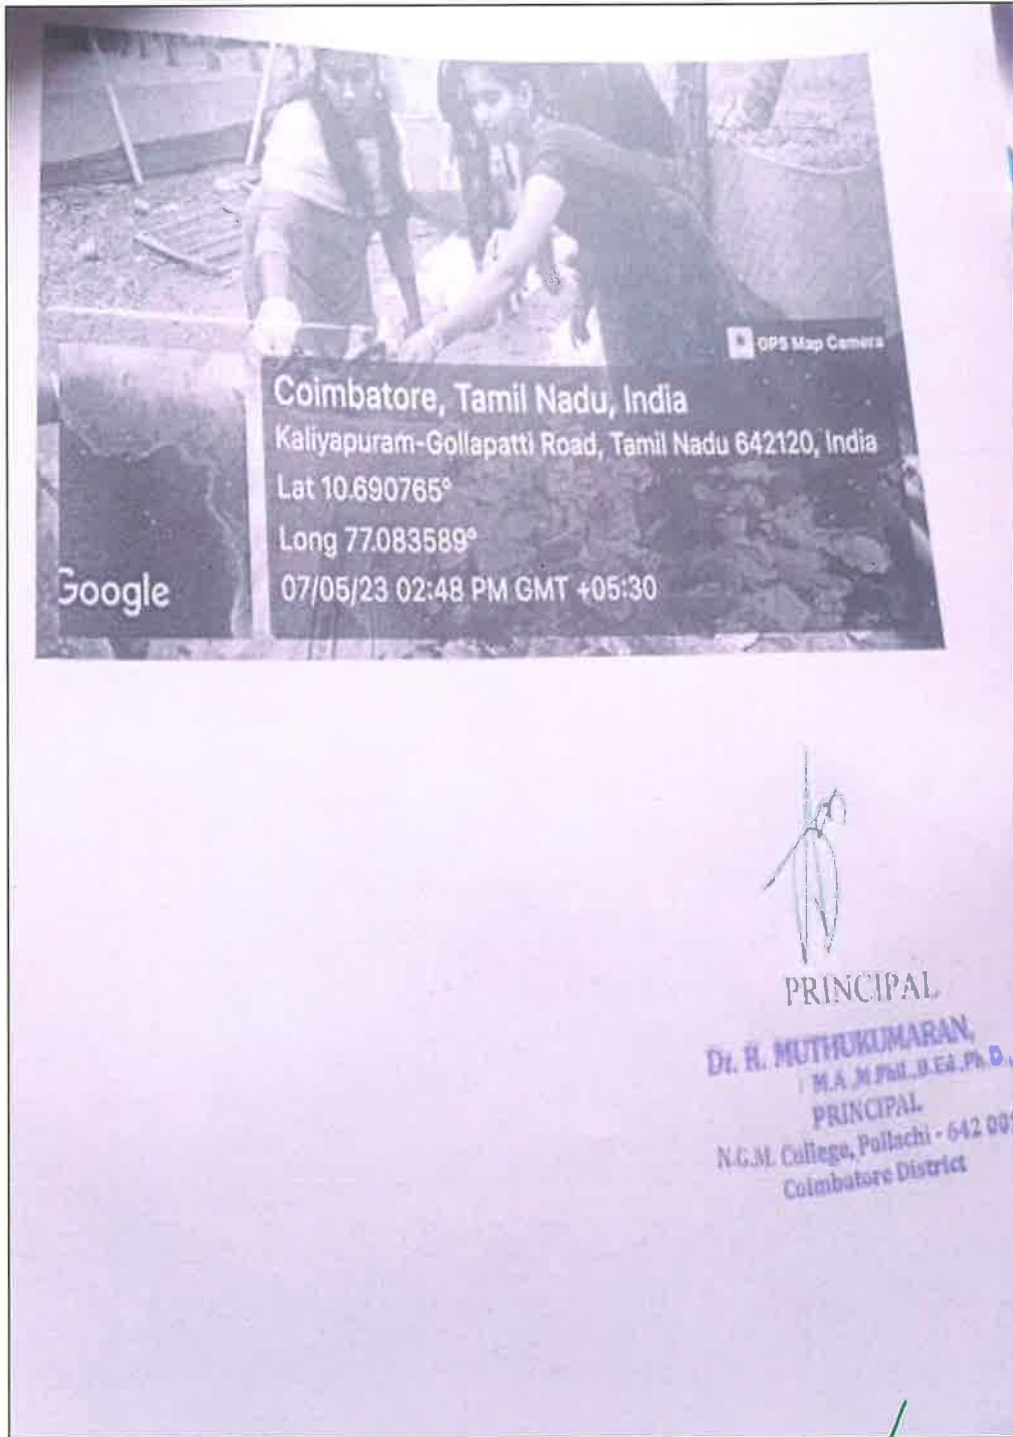 GPS Map Camera
Coimbatore, Tamil Nadu, India
Kaliyapuram-Gollapatti Road, Tamil Nadu 642120, India
Lat 10.690765°
Long 77.083589°
07/05/23 02:48 PM GMT +05:30
Google
PRINCIPAL
Dr. R. MUTHUKUMARAN,
M.A.,M.Phil.,B.Ed.,Ph.D.,
PRINCIPAL
N.G.M. College, Pollachi - 642 001
Coimbatore District